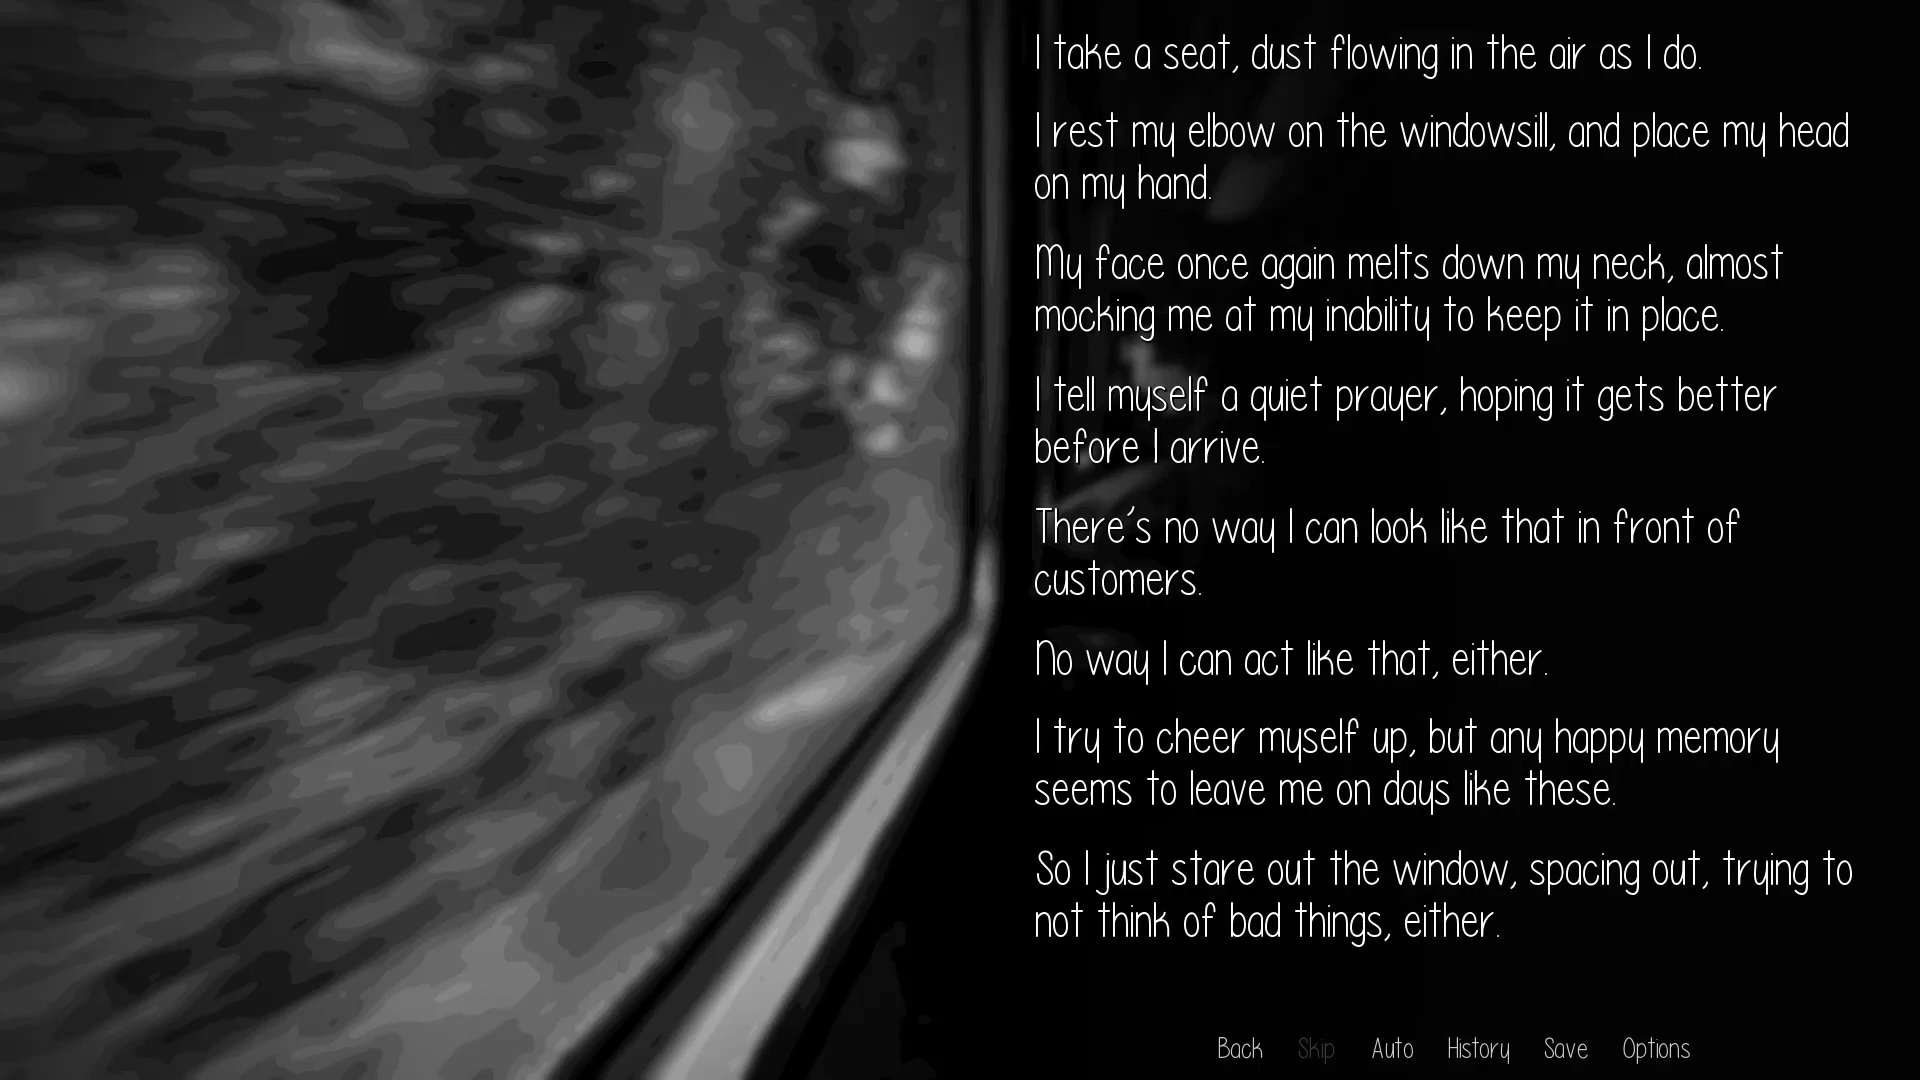 I take a seat, dust flowing in the air as I do.
I rest my elbow on the windowsill, and place my head
on my hand.
My face once again melts down my neck, almost
mocking me at my inability to keep it in place.
I tell myself a quiet prayer, hoping it gets better
before I arrive.
There's no way I can look like that in front of
customers.
No way I can act like that, either.
I try to cheer myself up, but any happy memory
seems to leave me on days like these.
So I just stare out the window, spacing out, trying to
not think of bad things, either.
Back Skip Auto History Save Options